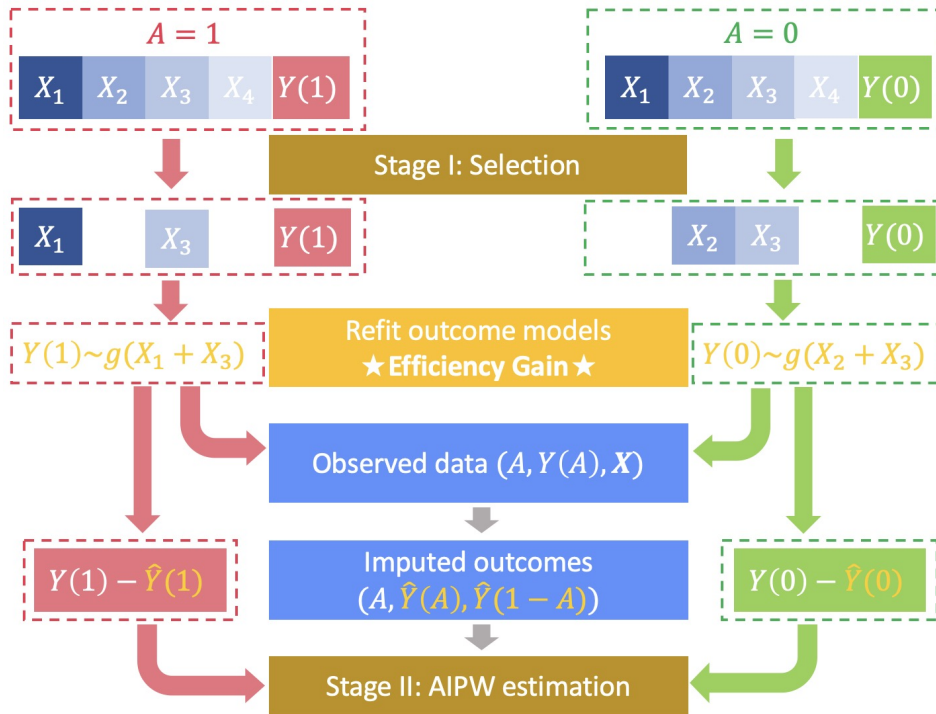 A = 1
A = 0
X₁ X₂ X₃ X₄ Y(1)
X₁ X₂ X₃ X₄ Y(0)
Stage I: Selection
X₁ X₃ Y(1)
X₂ X₃ Y(0)
Y(1)~g(X₁ + X₃)
Refit outcome models
★Efficiency Gain★
Y(0)~g(X₂ + X₃)
Observed data (A, Y(A), X)
Y(1) − Ŷ(1)
Imputed outcomes
(A, Ŷ(A), Ŷ(1 − A))
Y(0) − Ŷ(0)
Stage II: AIPW estimation